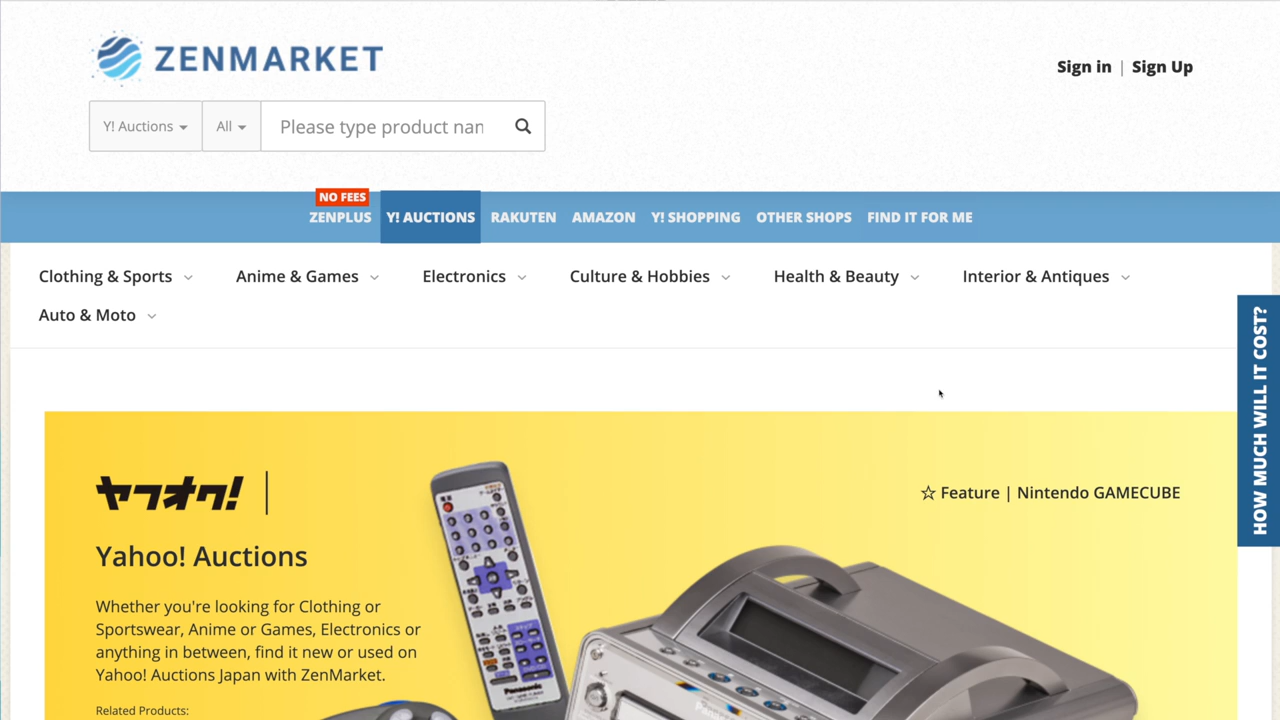 ZENMARKET
Sign in | Sign Up
Y! Auctions
All
Please type product nan
NO FEES
ZENPLUS
Y! AUCTIONS
RAKUTEN
AMAZON
Y! SHOPPING
OTHER SHOPS
FIND IT FOR ME
Clothing & Sports
Anime & Games
Electronics
Culture & Hobbies
Health & Beauty
Interior & Antiques
Auto & Moto
HOW MUCH WILL IT COST?
ヤフオク!
☆ Feature | Nintendo GAMECUBE
Yahoo! Auctions
Whether you're looking for Clothing or
Sportswear, Anime or Games, Electronics or
anything in between, find it new or used on
Yahoo! Auctions Japan with ZenMarket.
Related Products:
Panasonic